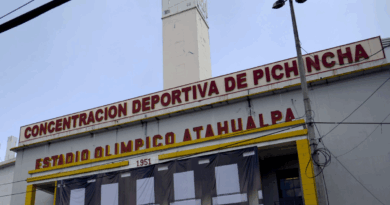 CONCENTRACION DEPORTIVA DE PICHINCHA
ESTADIO OLIMPICO ATAHUALPA
1951